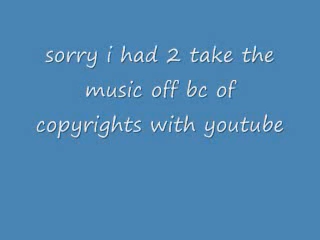 sorry i had 2 take the
music off bc of
copyrights with youtube